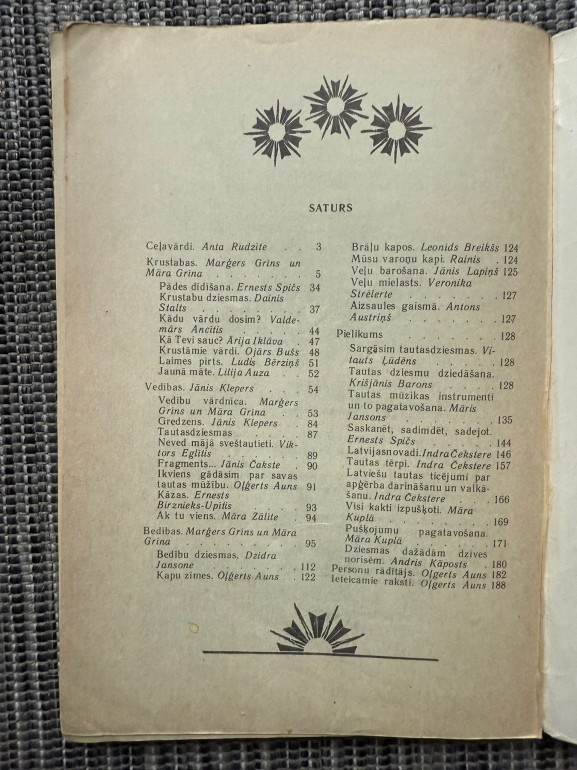 SATURS
Ceļavārdi. Anta Rudzīte . . 3
Krustabas. Marģers Grins un
Māra Grīna . . . . . . . 5
Pādes dīdīšana. Ernests Spīčs 34
Krustabu dziesmas. Dainis
Stalts . . . . . . . 37
Kādu vārdu dosim? Valde-
mārs Ancītis . . . . . 44
Kā Tevi sauc? Ārija Iklāva . 47
Krustāmie vārdi. Ojārs Bušs 48
Laimes pirts. Ludis Bērziņš 51
Jaunā māte. Lilija Auza . . 52
Vedības. Jānis Klepers . . 54
Vedību vārdnīca. Marģers
Grins un Māra Grīna . . . 53
Gredzens. Jānis Klepers . . 84
Tautasdziesmas . . . . 87
Neved mājā sveštautieti. Vik-
tors Eglītis . . . . . 89
Fragments... Jānis Čakste . 90
Ikviens gādāsim par savas
tautas mūžību. Oļģerts Auns 91
Kāzas. Ernests
Birznieks-Upītis . . . . 93
Ak tu viens. Māra Zālīte . 94
Bedības. Marģers Grins un Māra
Grīna . . . . . . . . 95
Bedību dziesmas. Dzidra
Jansone . . . . . . 112
Kapu zīmes. Oļģerts Auns . 122
Brāļu kapos. Leonids Breikšs 124
Mūsu varoņu kapi. Rainis . 124
Veļu barošana. Jānis Lapiņš 125
Veļu mielasts. Veronika
Strēlerte . . . . . . 127
Aizsaules gaismā. Antons
Austriņš . . . . . . 127
Pielikums . . . . . . 128
Sargāsim tautasdziesmas. Vi-
tauts Ļūdēns . . . . . 128
Tautas dziesmu dziedāšana.
Krišjānis Barons . . . . 128
Tautas mūzikas instrumenti
un to pagatavošana. Māris
Jansons . . . . . . 135
Saskanēt, sadimdēt, sadejot.
Ernests Spīčs . . . . . 144
Latvijasnovadi. Indra Čekstere 146
Tautas tērpi. Indra Čekstere 157
Latviešu tautas ticējumi par
apģērba darināšanu un valkā-
šanu. Indra Čekstere . . . 166
Visi kakti izpušķoti. Māra
Kuplā . . . . . . . 169
Pušķojumu pagatavošana.
Māra Kuplā . . . . . 171
Dziesmas dažādām dzīves
norisēm. Andris Kāposts . . 180
Personu rādītājs. Oļģerts Auns 182
Ieteicamie raksti. Oļģerts Auns 188